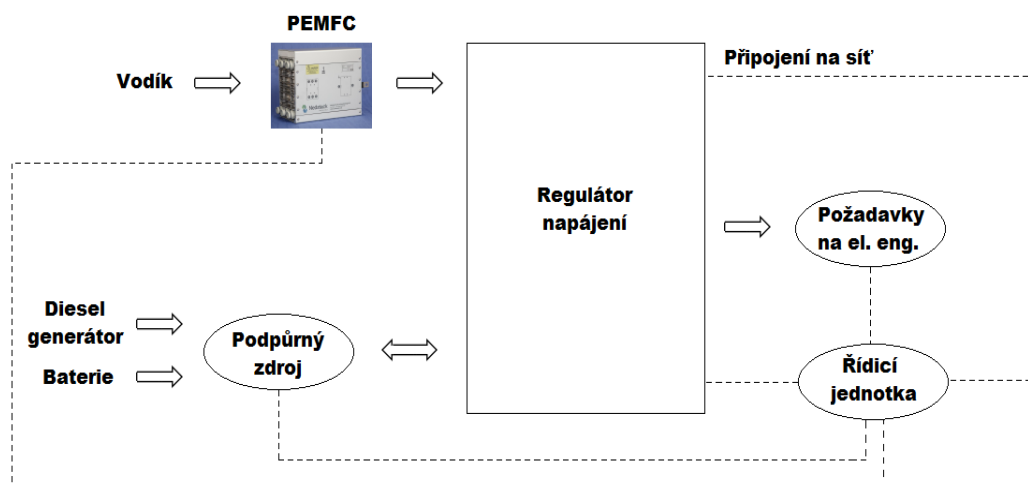 PEMFC
Vodík
Připojení na síť
Regulátor
napájení
Požadavky
na el. eng.
Diesel
generátor
Podpůrný
zdroj
Baterie
Řídicí
jednotka